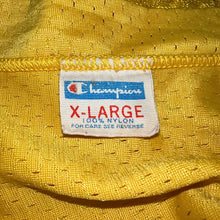 Champion
X-LARGE
100% NYLON
FOR CARE SEE REVERSE